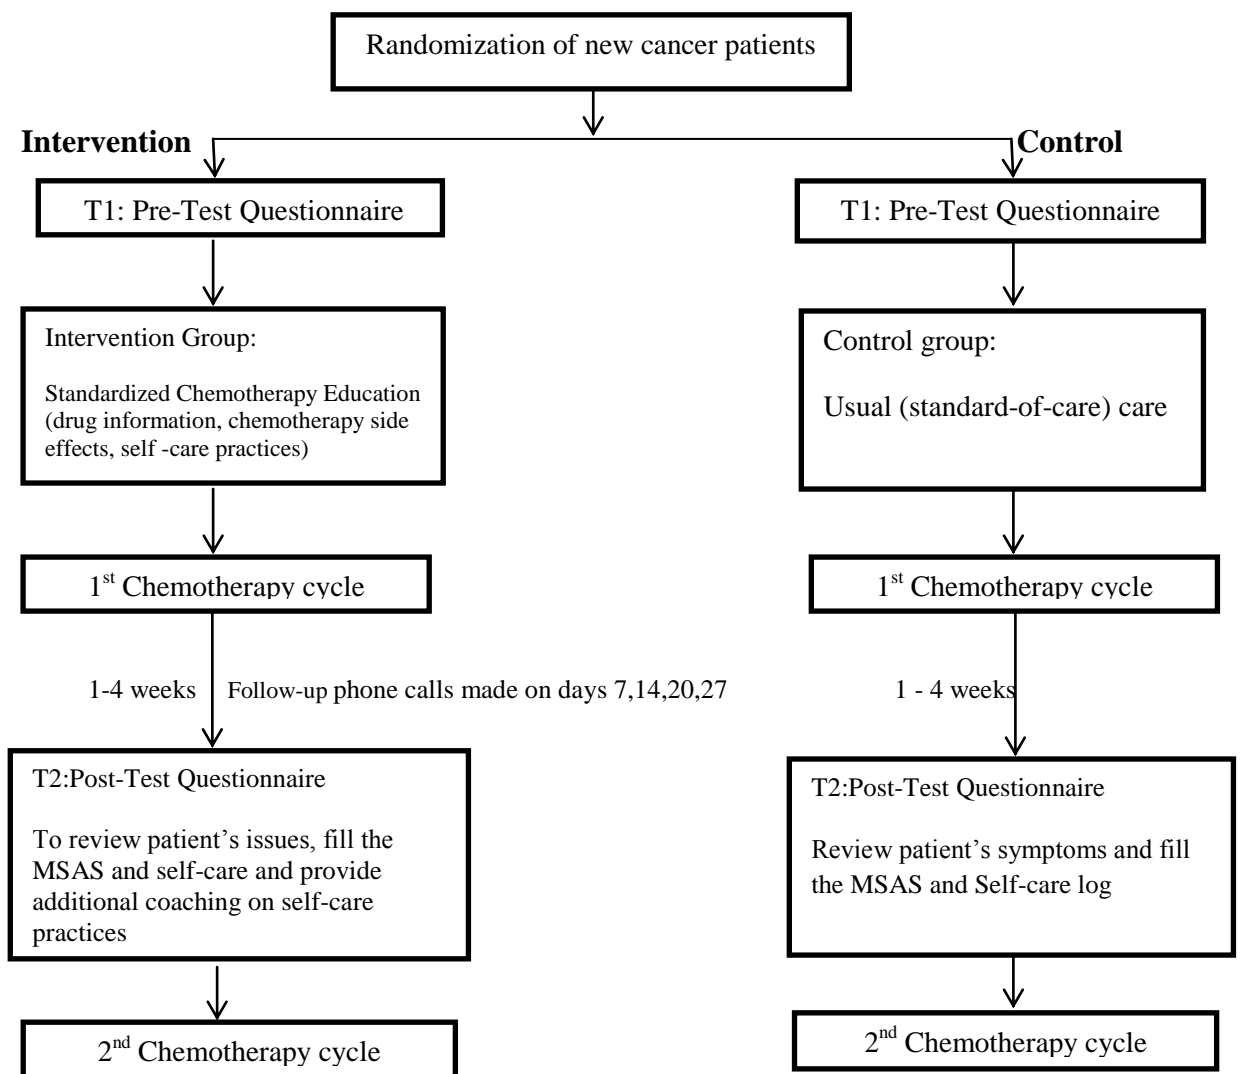 Randomization of new cancer patients
Intervention
Control
T1: Pre-Test Questionnaire
T1: Pre-Test Questionnaire
Intervention Group:
Standardized Chemotherapy Education
(drug information, chemotherapy side
effects, self -care practices)
Control group:
Usual (standard-of-care) care
1st Chemotherapy cycle
1st Chemotherapy cycle
1-4 weeks
Follow-up phone calls made on days 7,14,20,27
1 - 4 weeks
T2:Post-Test Questionnaire
To review patient’s issues, fill the
MSAS and self-care and provide
additional coaching on self-care
practices
T2:Post-Test Questionnaire
Review patient’s symptoms and fill
the MSAS and Self-care log
2nd Chemotherapy cycle
2nd Chemotherapy cycle